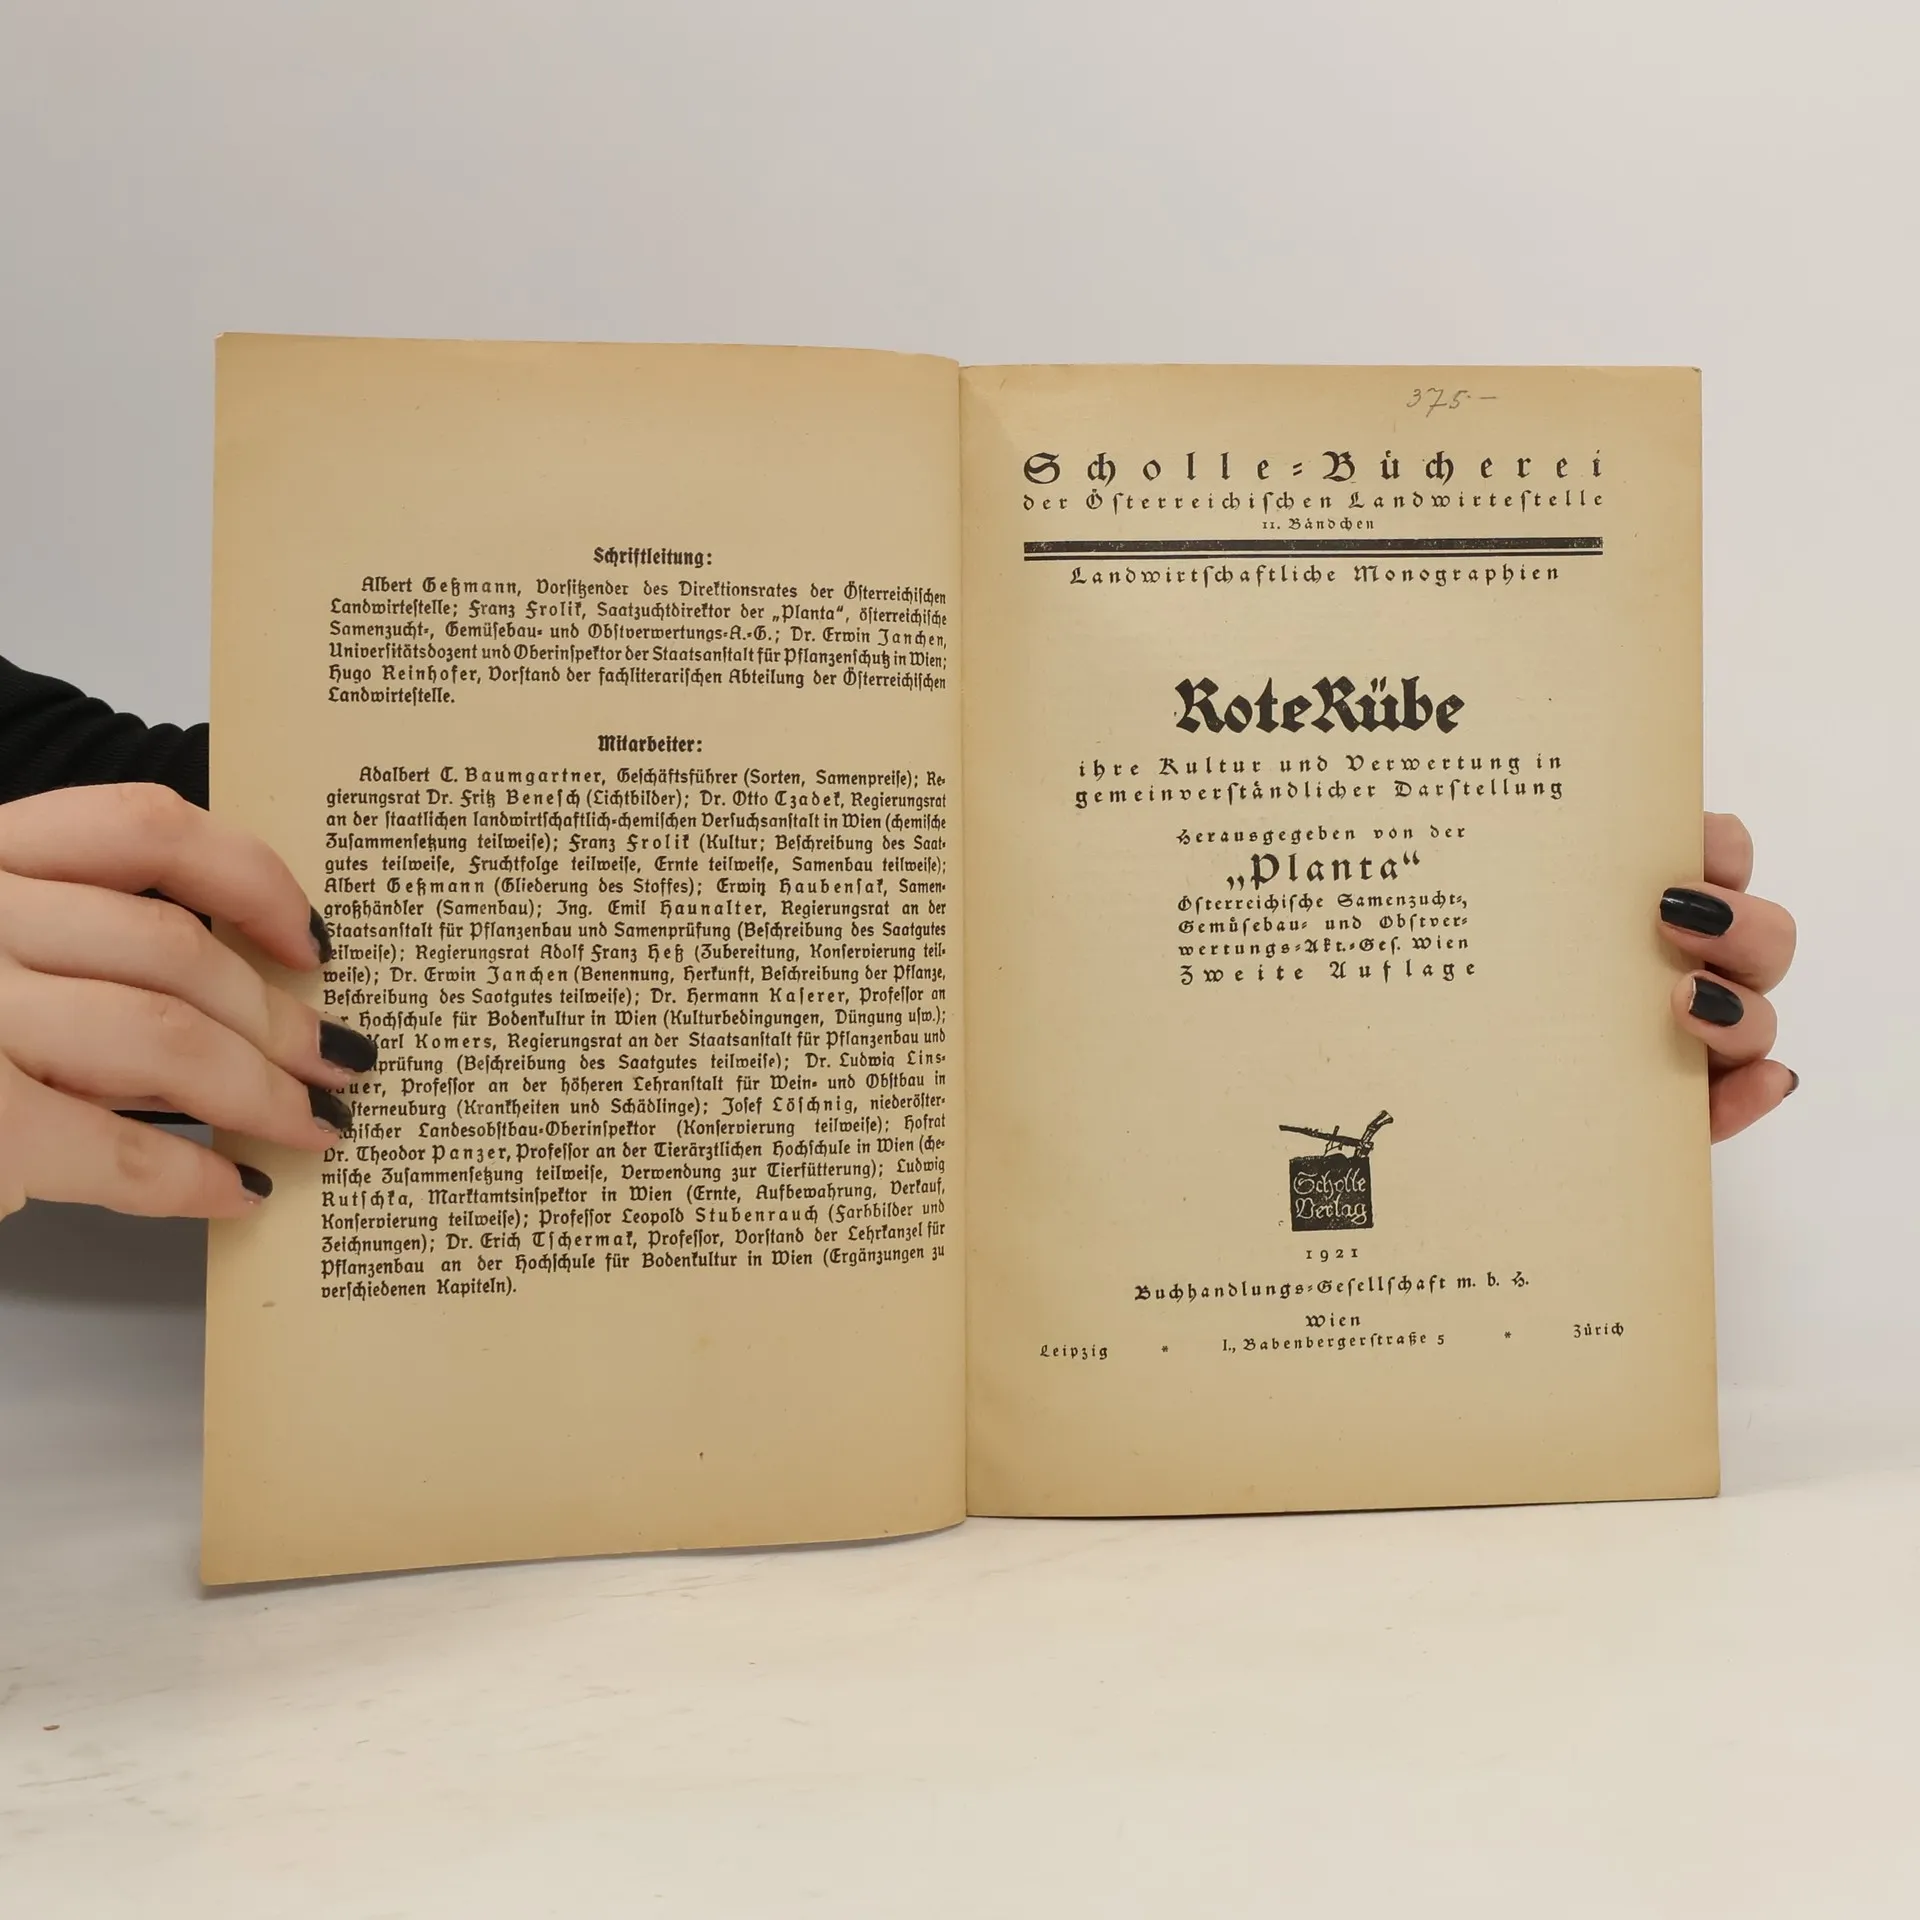 Schriftleitung:
Albert Geßmann, Vorsitzender des Direktionsrates der Österreichischen
Landwirtestelle; Franz Frolik, Saatzuchtdirektor der „Planta“, österreichische
Samenzucht-, Gemüsebau- und Obstverwertungs-A.-G.; Dr. Erwin Janchen,
Universitätsdozent und Oberinspektor der Staatsanstalt für Pflanzenschutz in Wien;
Hugo Reinhofer, Vorstand der fachliterarischen Abteilung der Österreichischen
Landwirtestelle.
Mitarbeiter:
Adalbert C. Baumgartner, Geschäftsführer (Sorten, Samenpreise); Re-
gierungsrat Dr. Fritz Benesch (Lichtbilder); Dr. Otto Czadek, Regierungsrat
an der staatlichen landwirtschaftlich-chemischen Versuchsanstalt in Wien (chemische
Zusammensetzung teilweise); Franz Frolik (Kultur; Beschreibung des Saat-
gutes teilweise, Fruchtfolge teilweise, Ernte teilweise, Samenbau teilweise);
Albert Geßmann (Gliederung des Stoffes); Erwin Haubensak, Samen-
großhändler (Samenbau); Ing. Emil Haunalter, Regierungsrat an der
Staatsanstalt für Pflanzenbau und Samenprüfung (Beschreibung des Saatgutes
teilweise); Regierungsrat Adolf Franz Heß (Zubereitung, Konservierung teil-
weise); Dr. Erwin Janchen (Benennung, Herkunft, Beschreibung der Pflanze,
Beschreibung des Saatgutes teilweise); Dr. Hermann Kaserer, Professor an
der Hochschule für Bodenkultur in Wien (Kulturbedingungen, Düngung usw.);
Karl Komers, Regierungsrat an der Staatsanstalt für Pflanzenbau und
prüfung (Beschreibung des Saatgutes teilweise); Dr. Ludwig Lins-
bauer, Professor an der höheren Lehranstalt für Wein- und Obstbau in
sterneuburg (Krankheiten und Schädlinge); Josef Löschnig, niederöster-
chischer Landesobstbau-Oberinspektor (Konservierung teilweise); Hofrat
Dr. Theodor Panzer, Professor an der Tierärztlichen Hochschule in Wien (che-
mische Zusammensetzung teilweise, Verwendung zur Tierfütterung); Ludwig
Rutschka, Marktamtsinspektor in Wien (Ernte, Aufbewahrung, Verkauf,
Konservierung teilweise); Professor Leopold Stubenrauch (Farbbilder und
Zeichnungen); Dr. Erich Tschermak, Professor, Vorstand der Lehrkanzel für
Pflanzenbau an der Hochschule für Bodenkultur in Wien (Ergänzungen zu
verschiedenen Kapiteln).
375.—
Scholle-Bücherei
der Österreichischen Landwirtestelle
11. Bändchen
Landwirtschaftliche Monographien
Rote Rübe
ihre Kultur und Verwertung in
gemeinverständlicher Darstellung
Herausgegeben von der
„Planta“
Österreichische Samenzucht-,
Gemüsebau- und Obstver-
wertungs-Akt.-Ges. Wien
Zweite Auflage
Scholle
Verlag
1921
Buchhandlungs-Gesellschaft m. b. H.
Wien
Leipzig * I., Babenbergerstraße 5 * Zürich